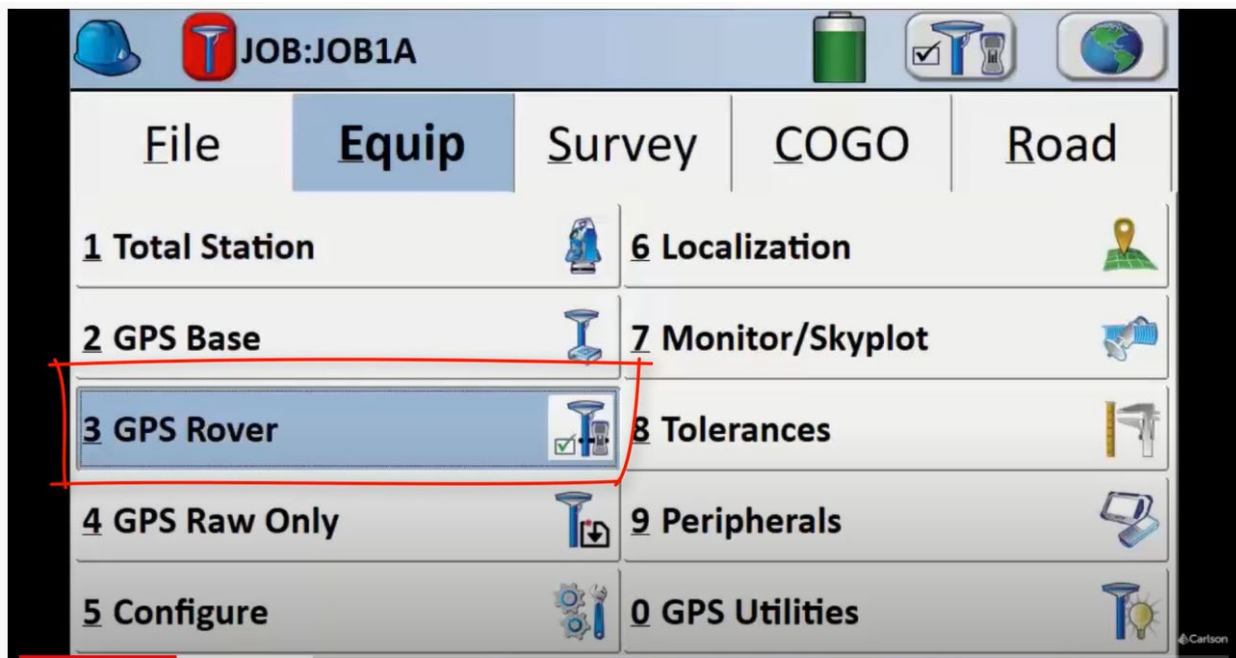 JOB:JOB1A
File Equip Survey COGO Road
1 Total Station
2 GPS Base
3 GPS Rover
4 GPS Raw Only
5 Configure
6 Localization
7 Monitor/Skyplot
8 Tolerances
9 Peripherals
0 GPS Utilities
Carlson